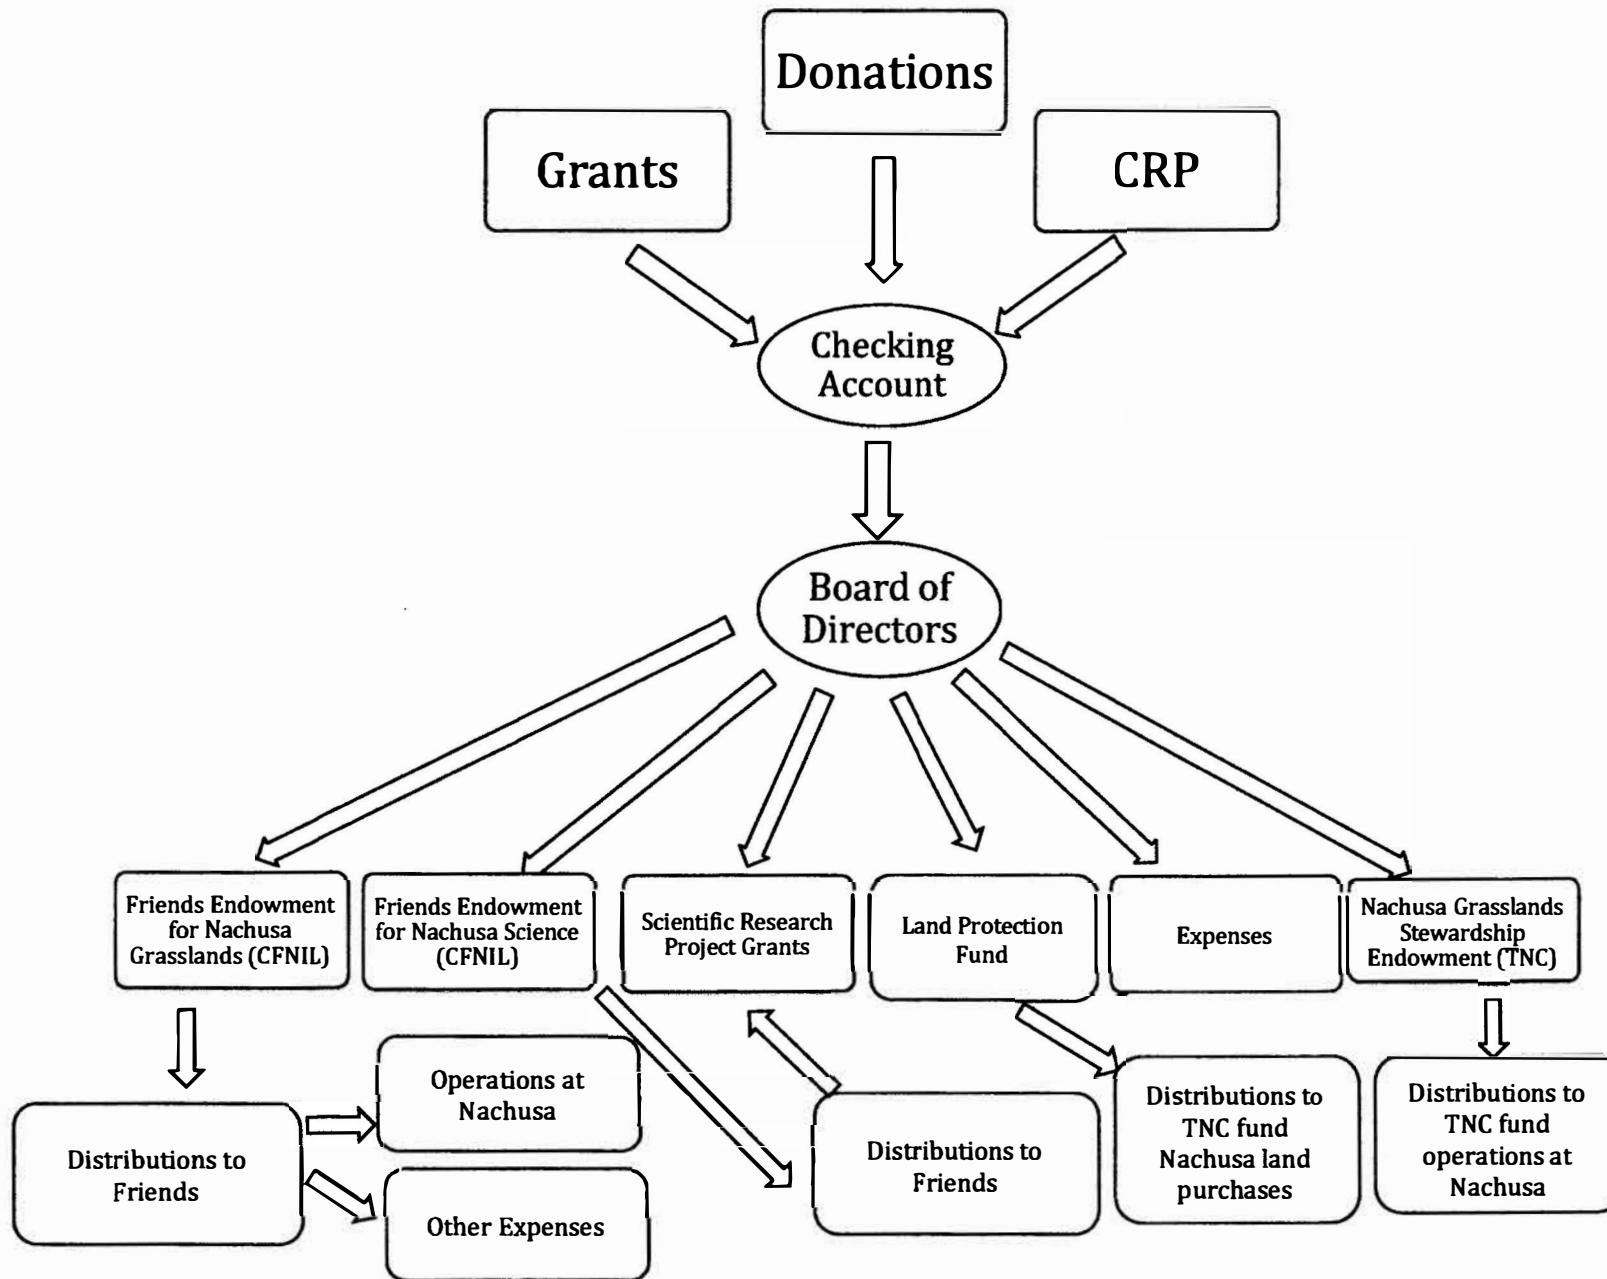 Donations
Grants
CRP
Checking
Account
Board of
Directors
Friends Endowment
for Nachusa
Grasslands (CFNIL)
Friends Endowment
for Nachusa Science
(CFNIL)
Scientific Research
Project Grants
Land Protection
Fund
Expenses
Nachusa Grasslands
Stewardship
Endowment (TNC)
Operations at
Nachusa
Distributions to
Friends
Other Expenses
Distributions to
Friends
Distributions to
TNC fund
Nachusa land
purchases
Distributions to
TNC fund
operations at
Nachusa